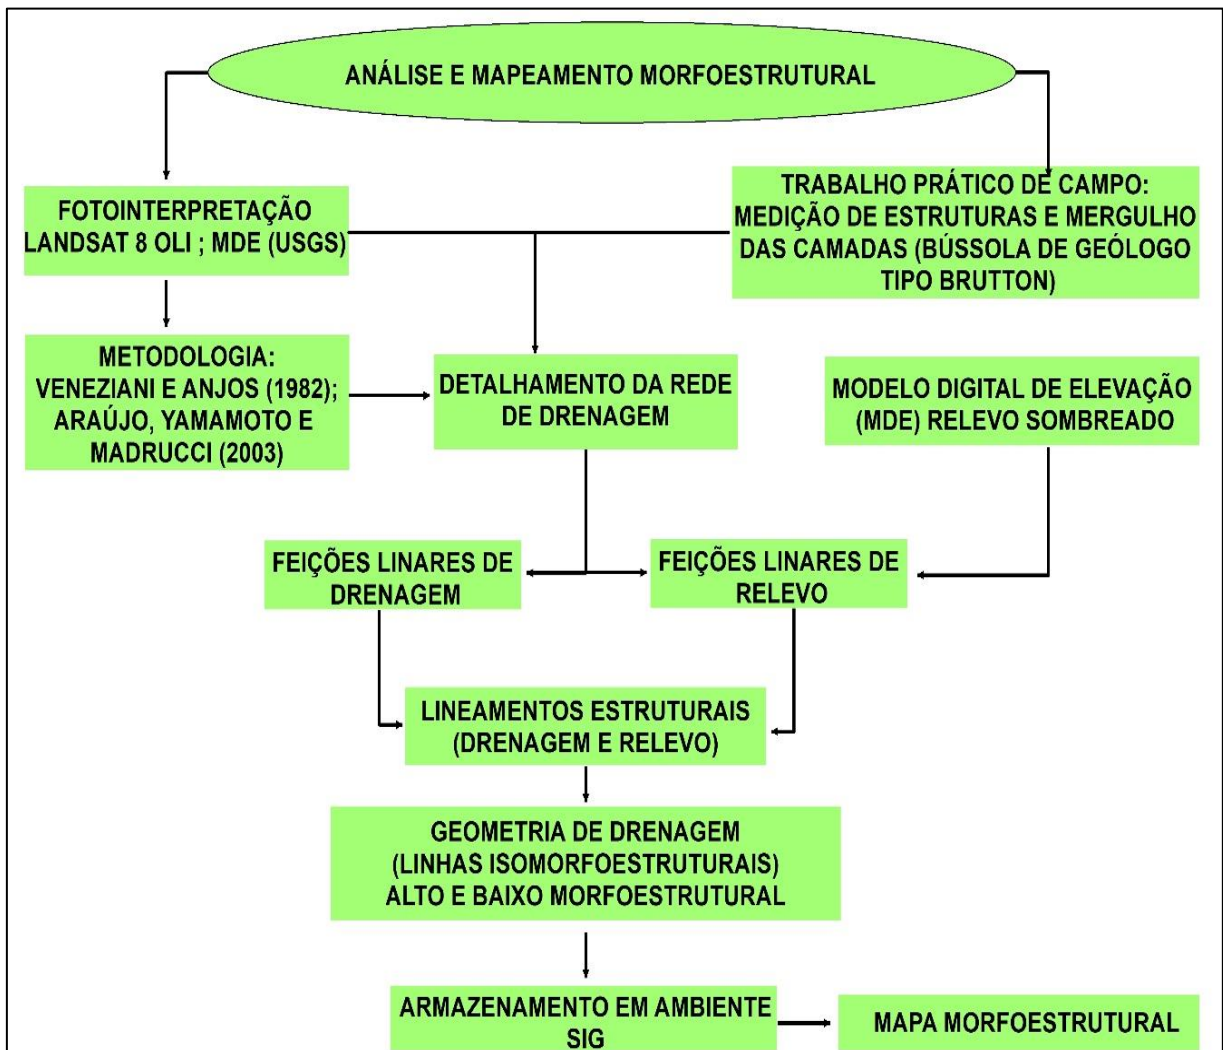 ANÁLISE E MAPEAMENTO MORFOESTRUTURAL
FOTOINTERPRETAÇÃO
LANDSAT 8 OLI ; MDE (USGS)
TRABALHO PRÁTICO DE CAMPO:
MEDIÇÃO DE ESTRUTURAS E MERGULHO
DAS CAMADAS (BÚSSOLA DE GEÓLOGO
TIPO BRUTTON)
METODOLOGIA:
VENEZIANI E ANJOS (1982);
ARAÚJO, YAMAMOTO E
MADRUCCI (2003)
DETALHAMENTO DA REDE
DE DRENAGEM
MODELO DIGITAL DE ELEVAÇÃO
(MDE) RELEVO SOMBREADO
FEIÇÕES LINARES DE
DRENAGEM
FEIÇÕES LINARES DE
RELEVO
LINEAMENTOS ESTRUTURAIS
(DRENAGEM E RELEVO)
GEOMETRIA DE DRENAGEM
(LINHAS ISOMORFOESTRUTURAIS)
ALTO E BAIXO MORFOESTRUTURAL
ARMAZENAMENTO EM AMBIENTE
SIG
MAPA MORFOESTRUTURAL